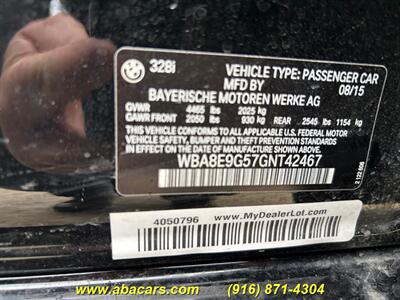 328i
VEHICLE TYPE: PASSENGER CAR
MFD BY 08/15
BAYERISCHE MOTOREN WERKE AG
GVWR 4465 lbs 2025 kg
GAWR FRONT 2050 lbs 930 kg REAR 2545 lbs 1154 kg
THIS VEHICLE CONFORMS TO ALL APPLICABLE FEDERAL MOTOR
VEHICLE SAFETY, BUMPER, AND THEFT PREVENTION STANDARDS
IN EFFECT ON THE DATE OF MANUFACTURE SHOWN ABOVE.
WBA8E9G57GNT42467
4050796 www.MyDealerLot.com
www.abacars.com (916) 871-4304